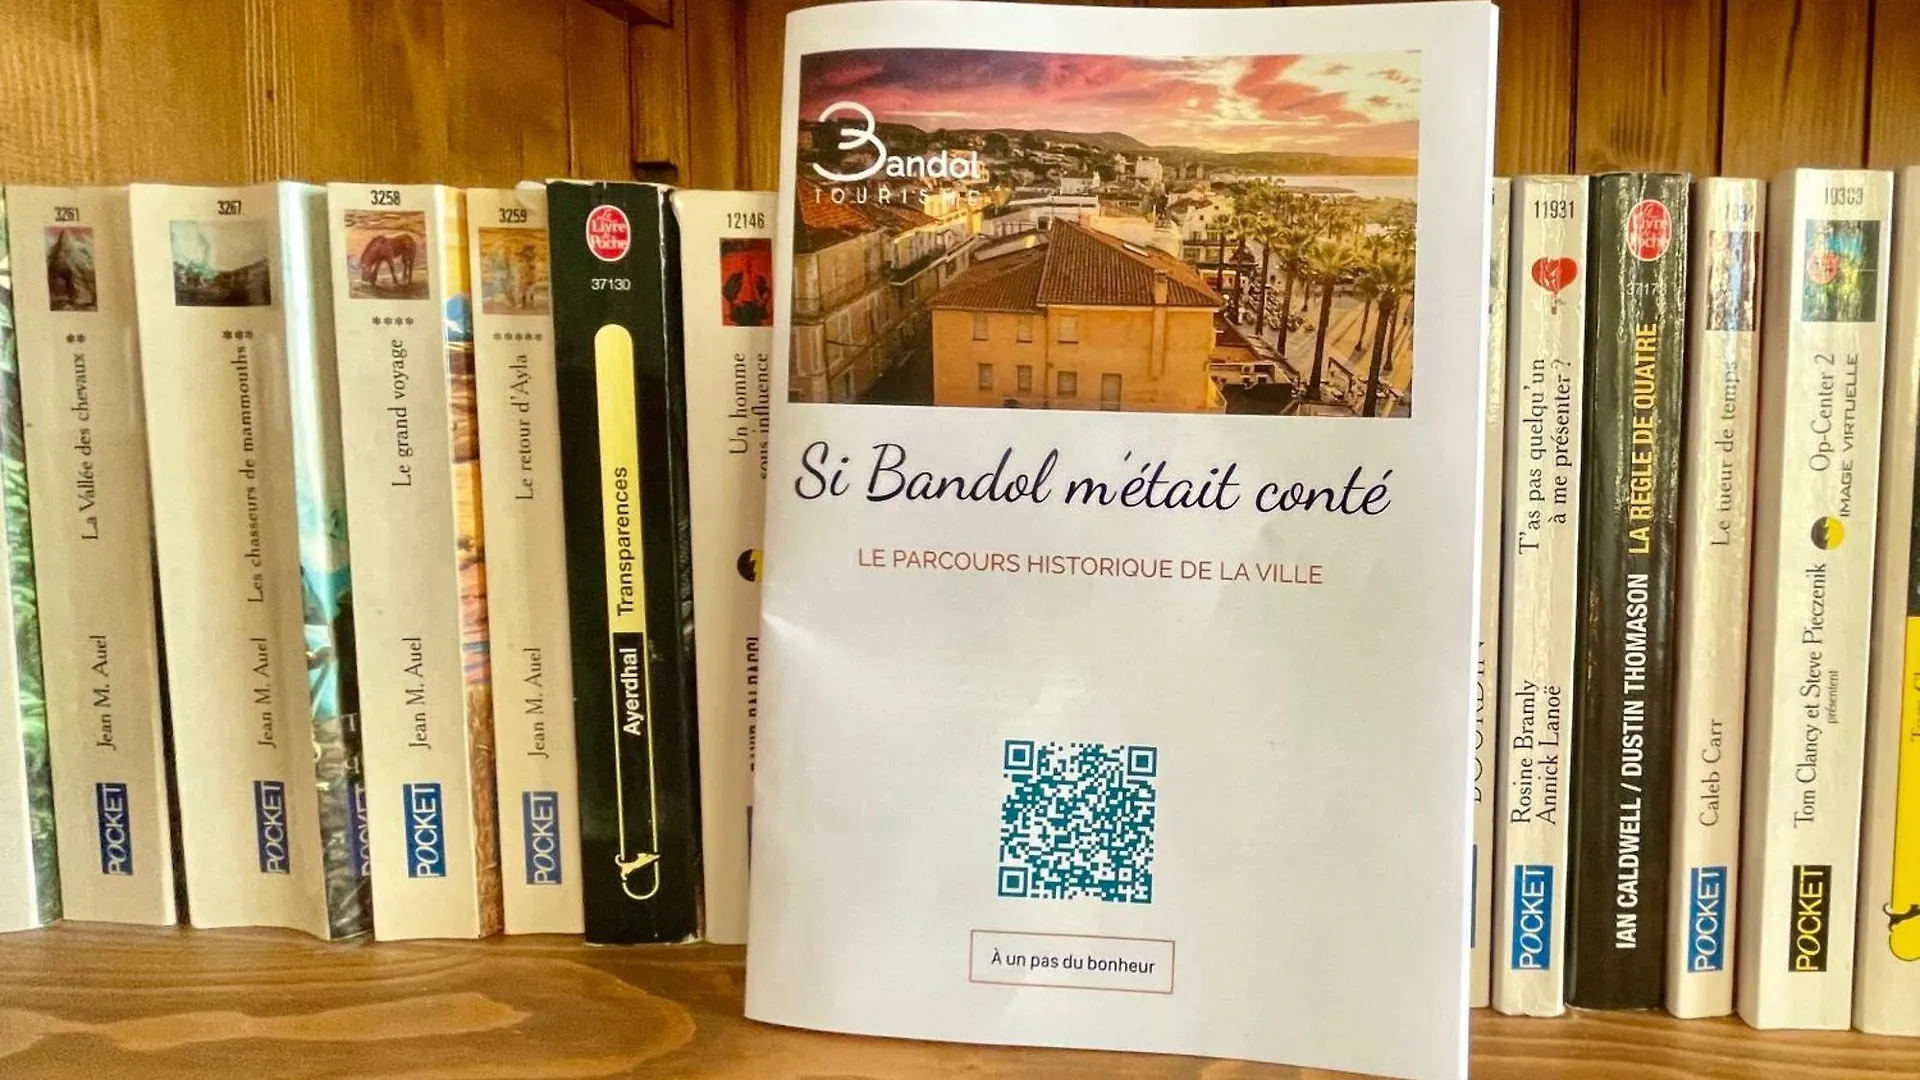 3261
**
La Vallée des chevaux
Jean M. Auel
POCKET
3267
***
Les chasseurs de mammouths
Jean M. Auel
POCKET
POCKET
3258
****
Le grand voyage
Jean M. Auel
POCKET
3259
*****
Le retour d'Ayla
Jean M. Auel
POCKET
Le
Livre
de
Poche
37130
Transparences
Ayerdhal
12146
Un homme
sous influence
Bandol
TOURISME
Si Bandol m'était conté
LE PARCOURS HISTORIQUE DE LA VILLE
À un pas du bonheur
11931
T'as pas quelqu'un
à me présenter ?
Rosine Bramly
Annick Lanoë
POCKET
Livre
Poche
LA REGLE DE QUATRE
IAN CALDWELL / DUSTIN THOMASON
Le tueur de temps
Caleb Carr
POCKET
Op-Center 2
IMAGE VIRTUELLE
Tom Clancy et Steve Pieczenik
présentent
POCKET